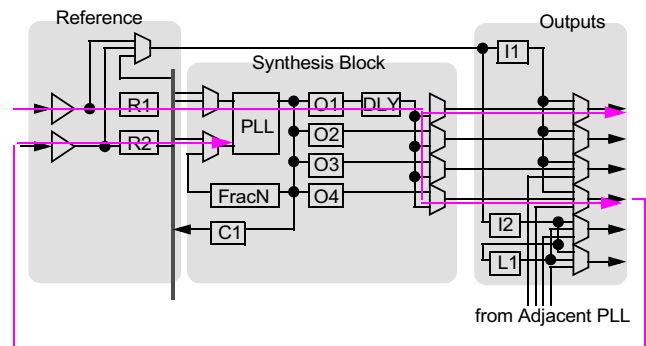 Reference
Outputs
Synthesis Block
I1
R1
R2
PLL
O1
DLY
O2
O3
O4
FracN
C1
I2
L1
from Adjacent PLL